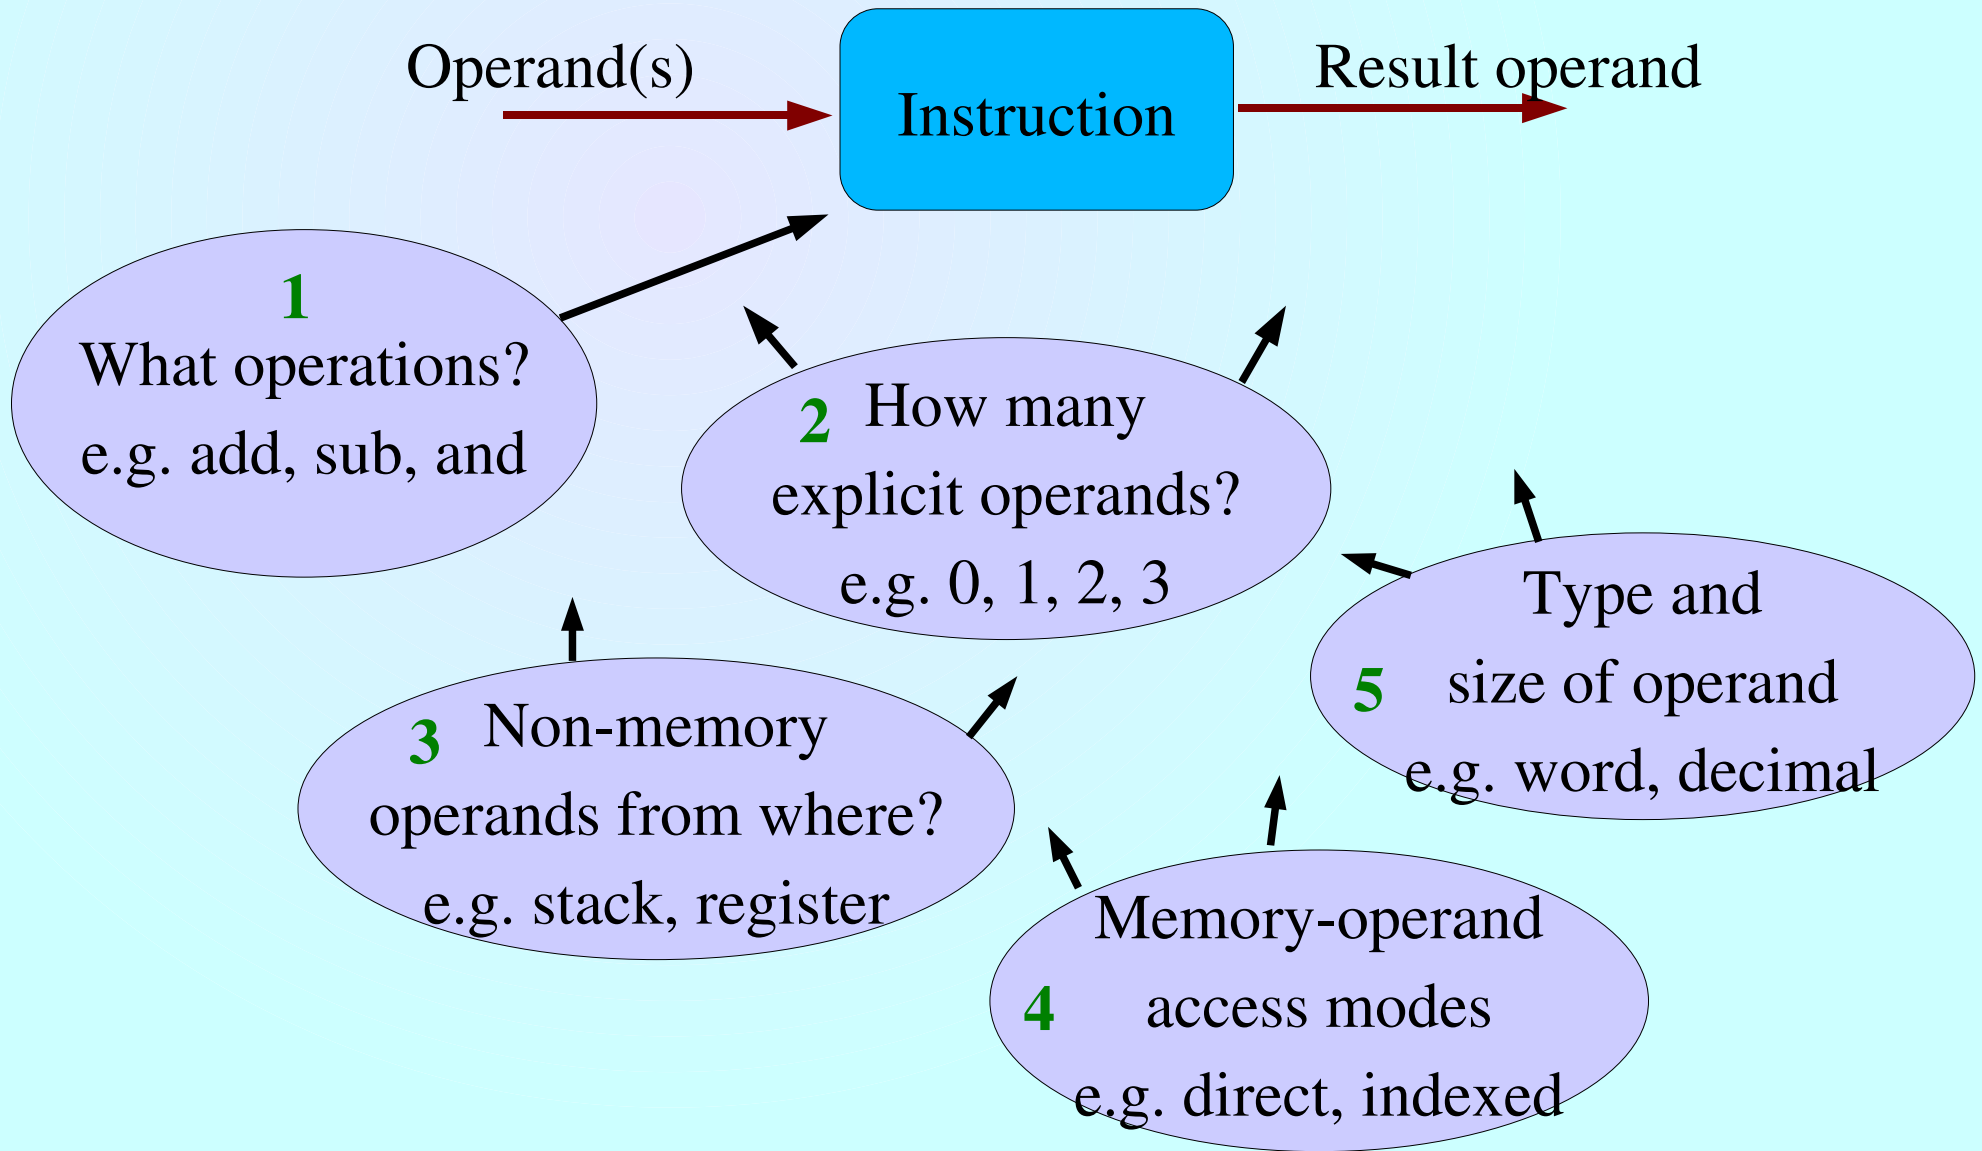 Operand(s)
Instruction
Result operand
1
What operations?
e.g. add, sub, and
2 How many
explicit operands?
e.g. 0, 1, 2, 3
3 Non-memory
operands from where?
e.g. stack, register
Type and
5 size of operand
e.g. word, decimal
Memory-operand
4 access modes
e.g. direct, indexed